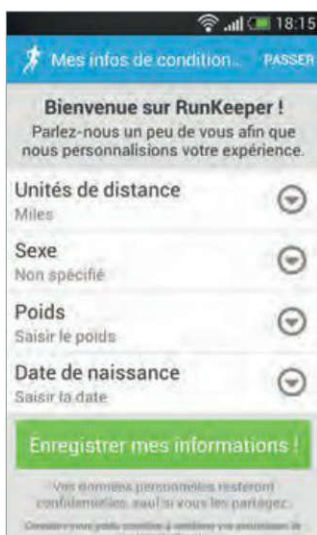 18:15
Mes infos de condition... PASSER
Bienvenue sur RunKeeper !
Parlez-nous un peu de vous afin que
nous personnalisions votre expérience.
Unités de distance
Miles
Sexe
Non spécifié
Poids
Saisir le poids
Date de naissance
Saisir la date
Enregistrer mes informations !
Vos données personnelles resteront
confidentielles, sauf si vous les partagez.